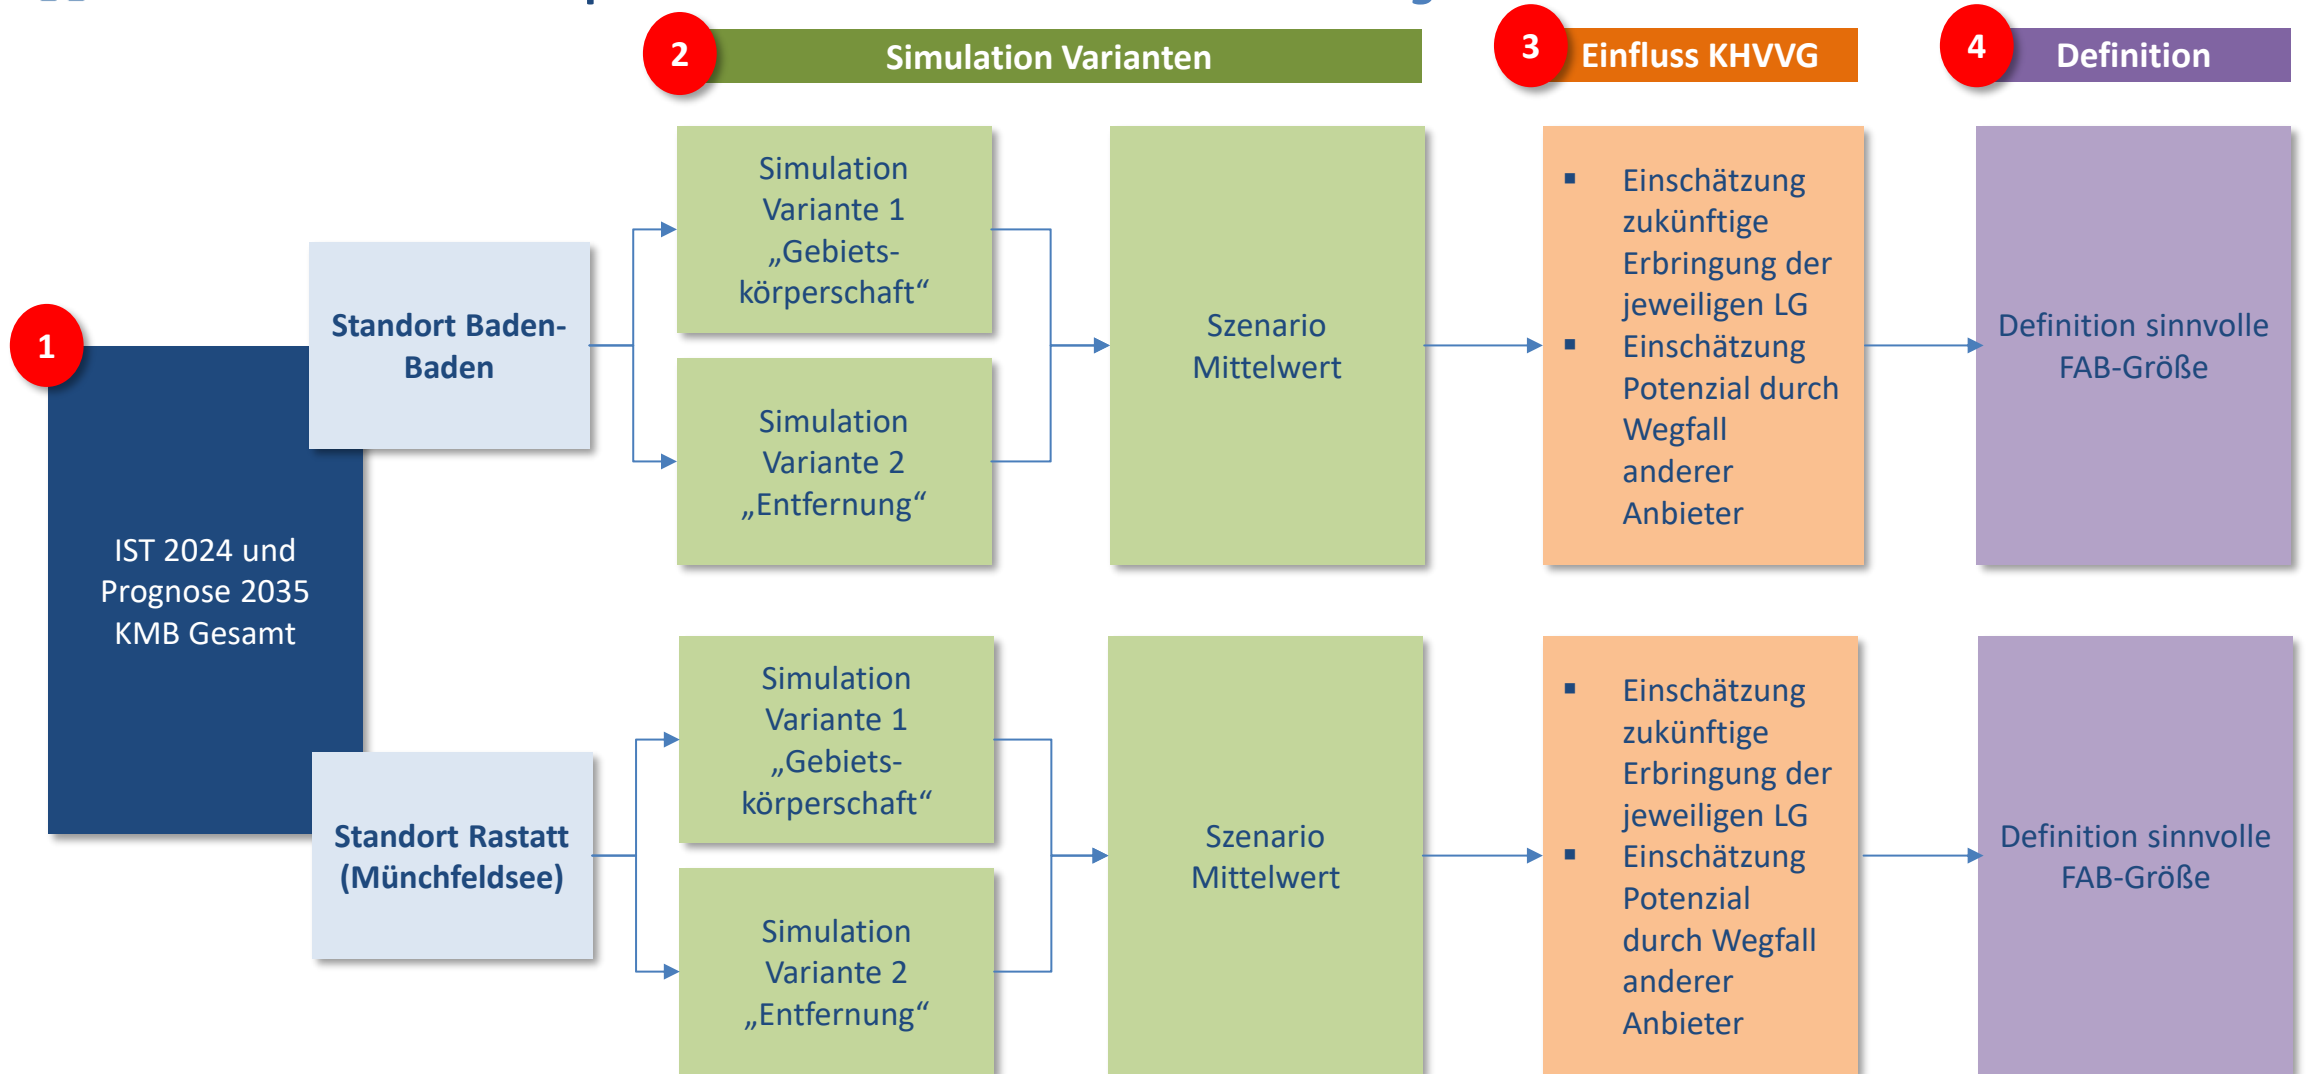 2
Simulation Varianten
3
Einfluss KHVVG
4
Definition
1
IST 2024 und
Prognose 2035
KMB Gesamt
Standort Baden-
Baden
Simulation
Variante 1
„Gebiets-
körperschaft“
Simulation
Variante 2
„Entfernung“
Szenario
Mittelwert
▪ Einschätzung
zukünftige
Erbringung der
jeweiligen LG
▪ Einschätzung
Potenzial durch
Wegfall
anderer
Anbieter
Definition sinnvolle
FAB-Größe
Standort Rastatt
(Münchfeldsee)
Simulation
Variante 1
„Gebiets-
körperschaft“
Simulation
Variante 2
„Entfernung“
Szenario
Mittelwert
▪ Einschätzung
zukünftige
Erbringung der
jeweiligen LG
▪ Einschätzung
Potenzial
durch Wegfall
anderer
Anbieter
Definition sinnvolle
FAB-Größe